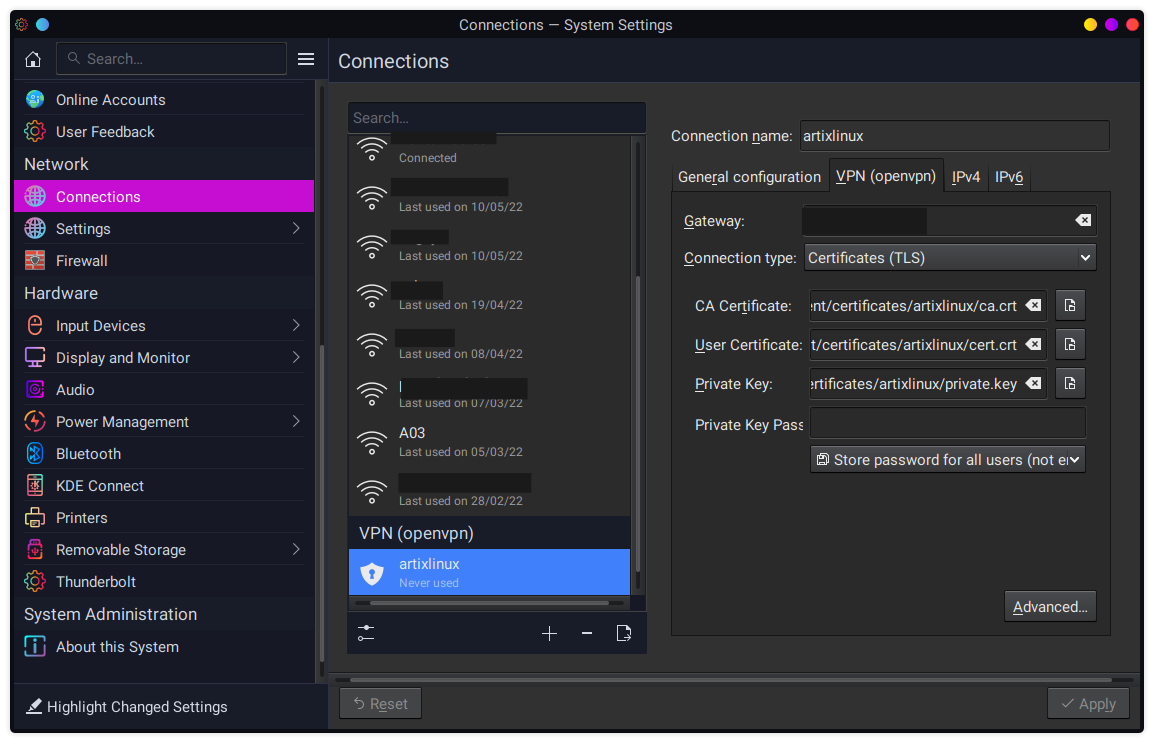 Connections — System Settings
Search...
Connections
Online Accounts
User Feedback
Network
Connections
Settings
Firewall
Hardware
Input Devices
Display and Monitor
Audio
Power Management
Bluetooth
KDE Connect
Printers
Removable Storage
Thunderbolt
System Administration
About this System
Highlight Changed Settings
Search...
Connected
Last used on 10/05/22
Last used on 10/05/22
Last used on 19/04/22
Last used on 08/04/22
Last used on 07/03/22
A03
Last used on 05/03/22
Last used on 28/02/22
VPN (openvpn)
artixlinux
Never used
Connection name: artixlinux
General configuration VPN (openvpn) IPv4 IPv6
Gateway:
Connection type: Certificates (TLS)
CA Certificate: ent/certificates/artixlinux/ca.crt
User Certificate: t/certificates/artixlinux/cert.crt
Private Key: ertificates/artixlinux/private.key
Private Key Pass
Store password for all users (not e
Advanced...
Reset
Apply